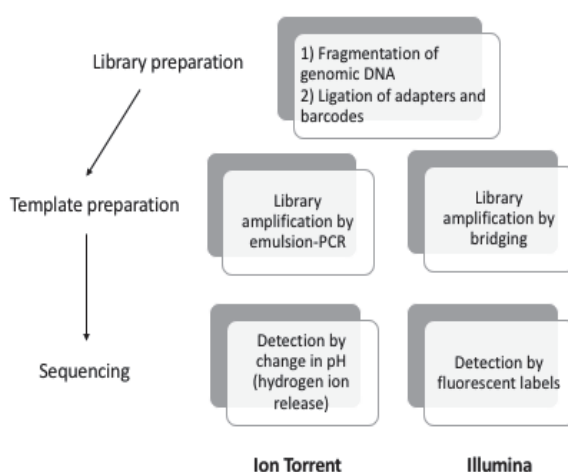 Library preparation
1) Fragmentation of
genomic DNA
2) Ligation of adapters and
barcodes
Template preparation
Library
amplification by
emulsion-PCR
Library
amplification by
bridging
Sequencing
Detection by
change in pH
(hydrogen ion
release)
Detection by
fluorescent labels
Ion Torrent
Illumina